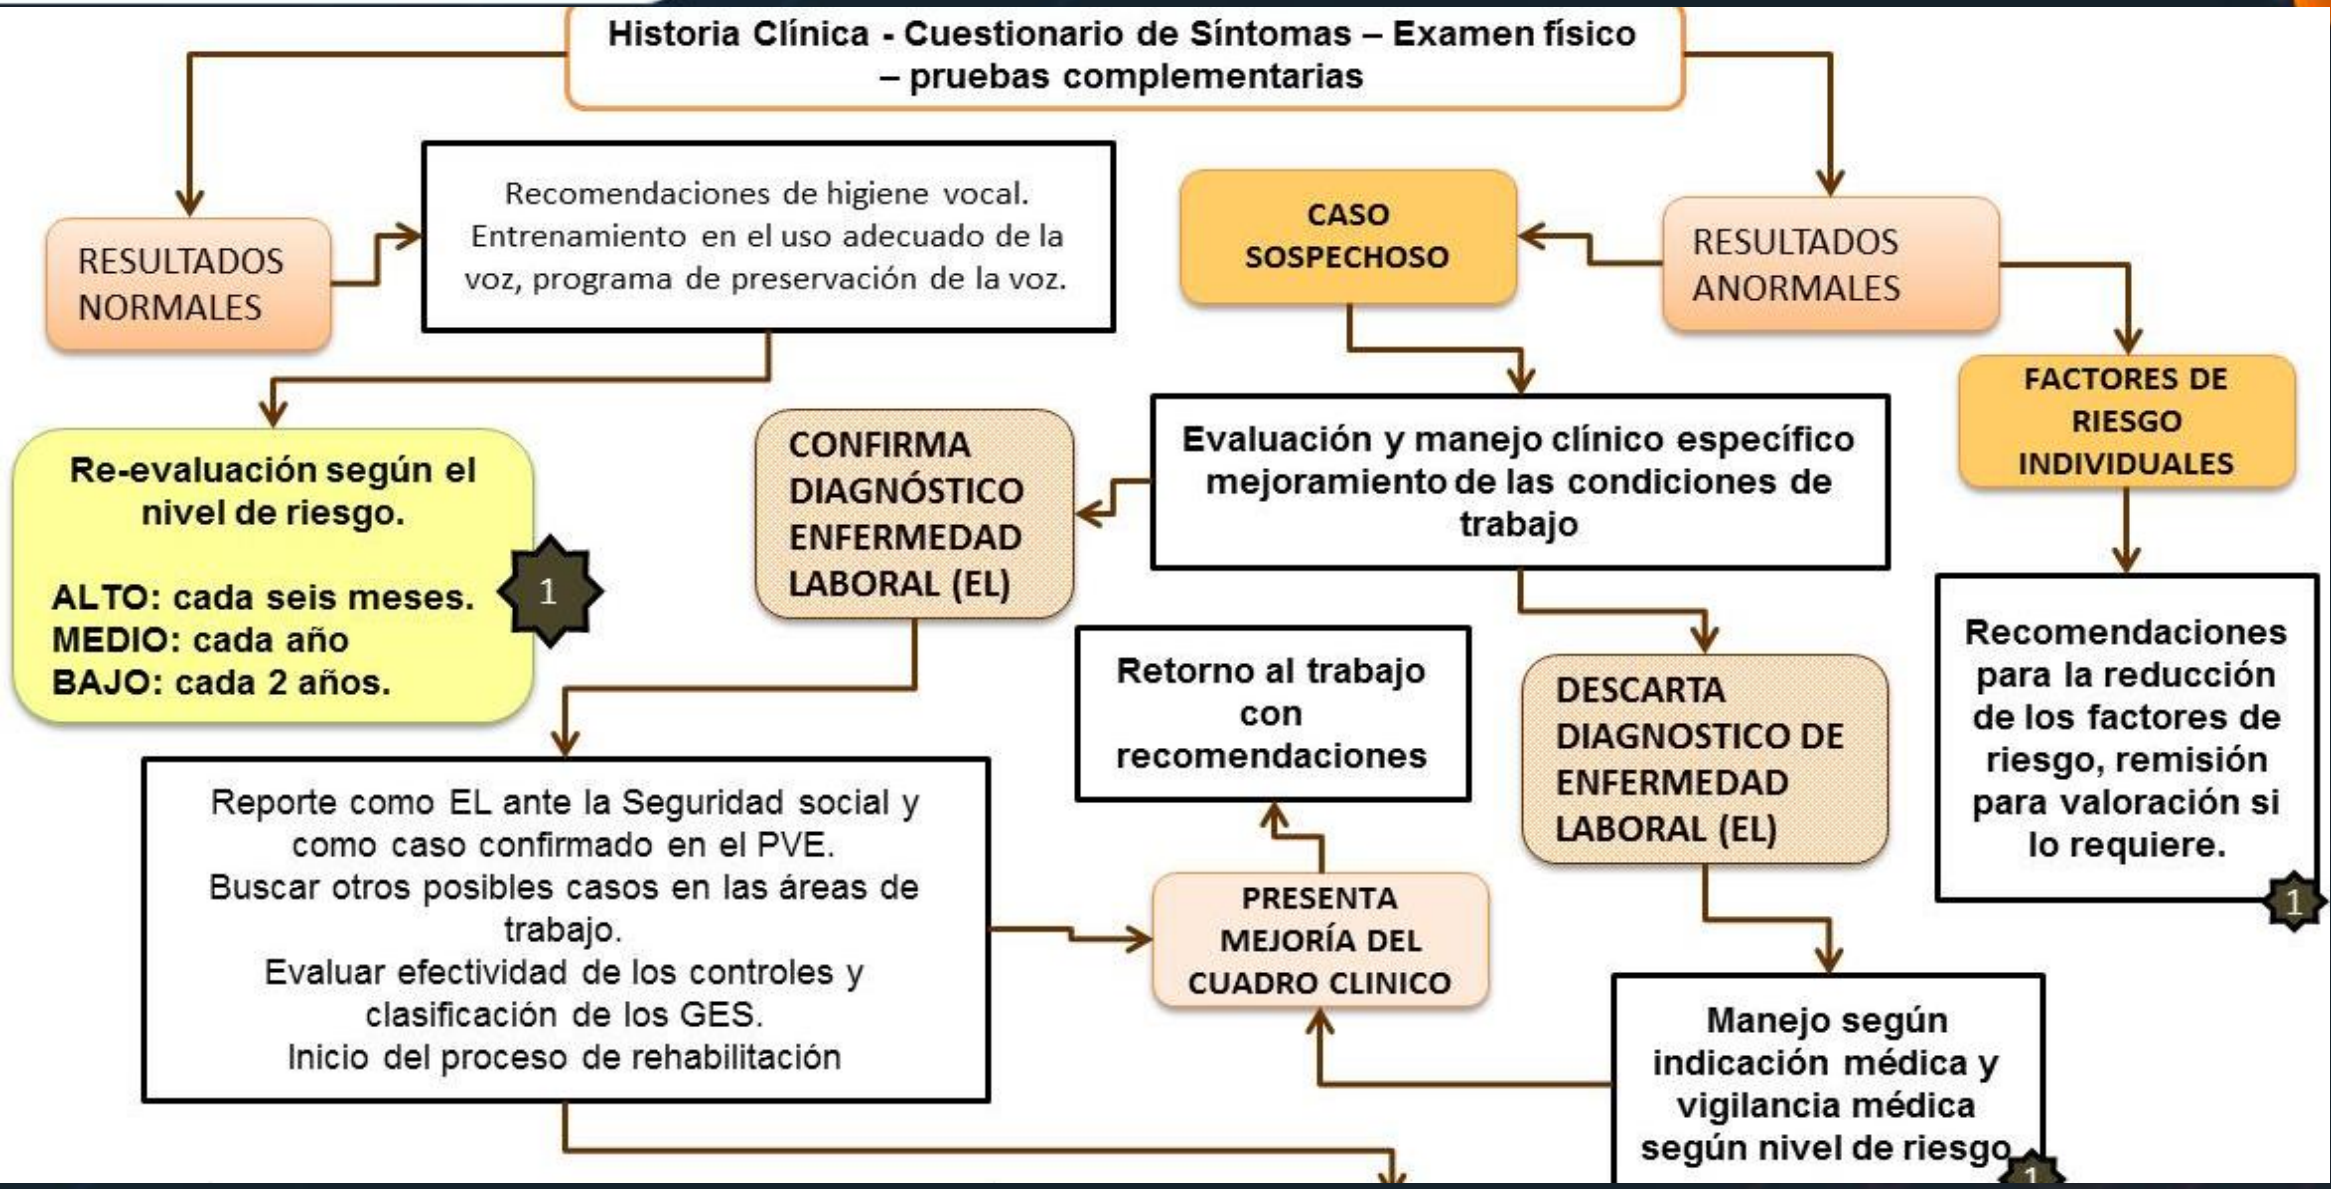 Historia Clínica - Cuestionario de Síntomas – Examen físico
– pruebas complementarias
RESULTADOS
NORMALES
Recomendaciones de higiene vocal.
Entrenamiento en el uso adecuado de la
voz, programa de preservación de la voz.
CASO
SOSPECHOSO
RESULTADOS
ANORMALES
FACTORES DE
RIESGO
INDIVIDUALES
Re-evaluación según el
nivel de riesgo.
ALTO: cada seis meses.
MEDIO: cada año
BAJO: cada 2 años.
1
CONFIRMA
DIAGNÓSTICO
ENFERMEDAD
LABORAL (EL)
Evaluación y manejo clínico específico
mejoramiento de las condiciones de
trabajo
Retorno al trabajo
con
recomendaciones
DESCARTA
DIAGNOSTICO DE
ENFERMEDAD
LABORAL (EL)
Recomendaciones
para la reducción
de los factores de
riesgo, remisión
para valoración si
lo requiere.
1
Reporte como EL ante la Seguridad social y
como caso confirmado en el PVE.
Buscar otros posibles casos en las áreas de
trabajo.
Evaluar efectividad de los controles y
clasificación de los GES.
Inicio del proceso de rehabilitación
PRESENTA
MEJORÍA DEL
CUADRO CLINICO
Manejo según
indicación médica y
vigilancia médica
según nivel de riesgo
1